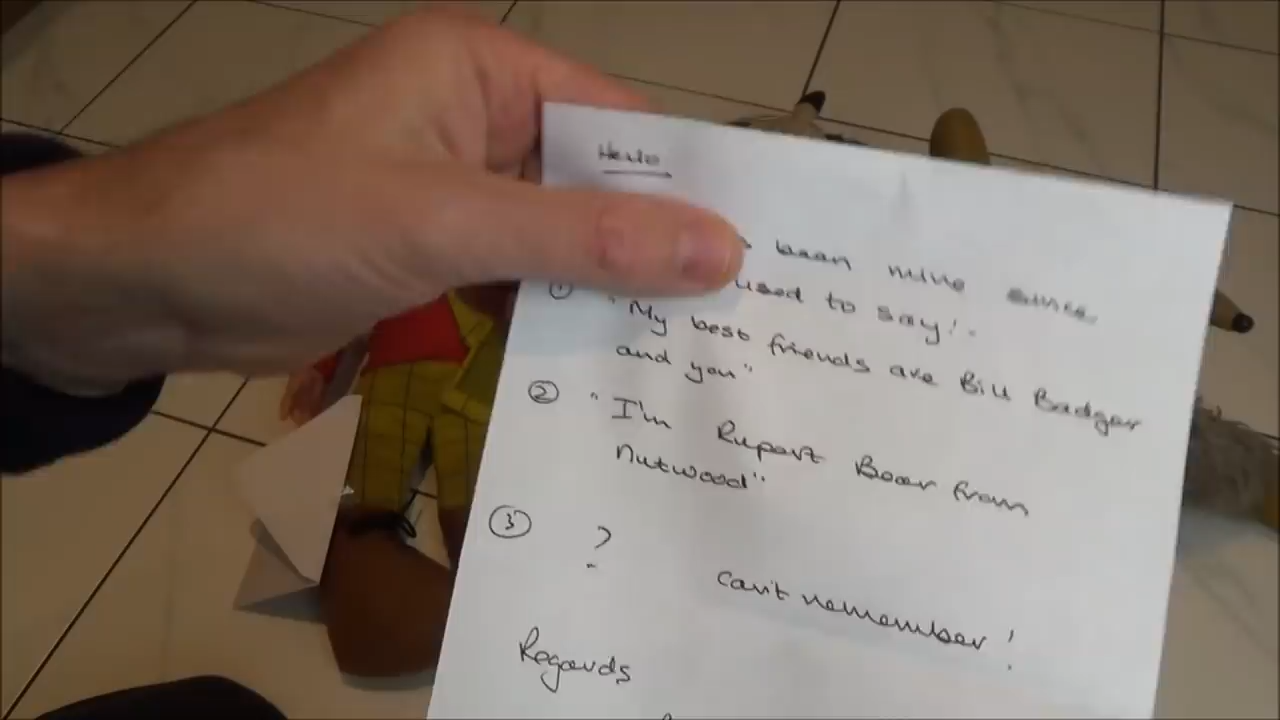 Hello
been mine since
used to say!-
① "My best friends are Bill Badger
and you"
② "I'm Rupert Bear from
Nutwood"
③ ? can't remember!
Regards